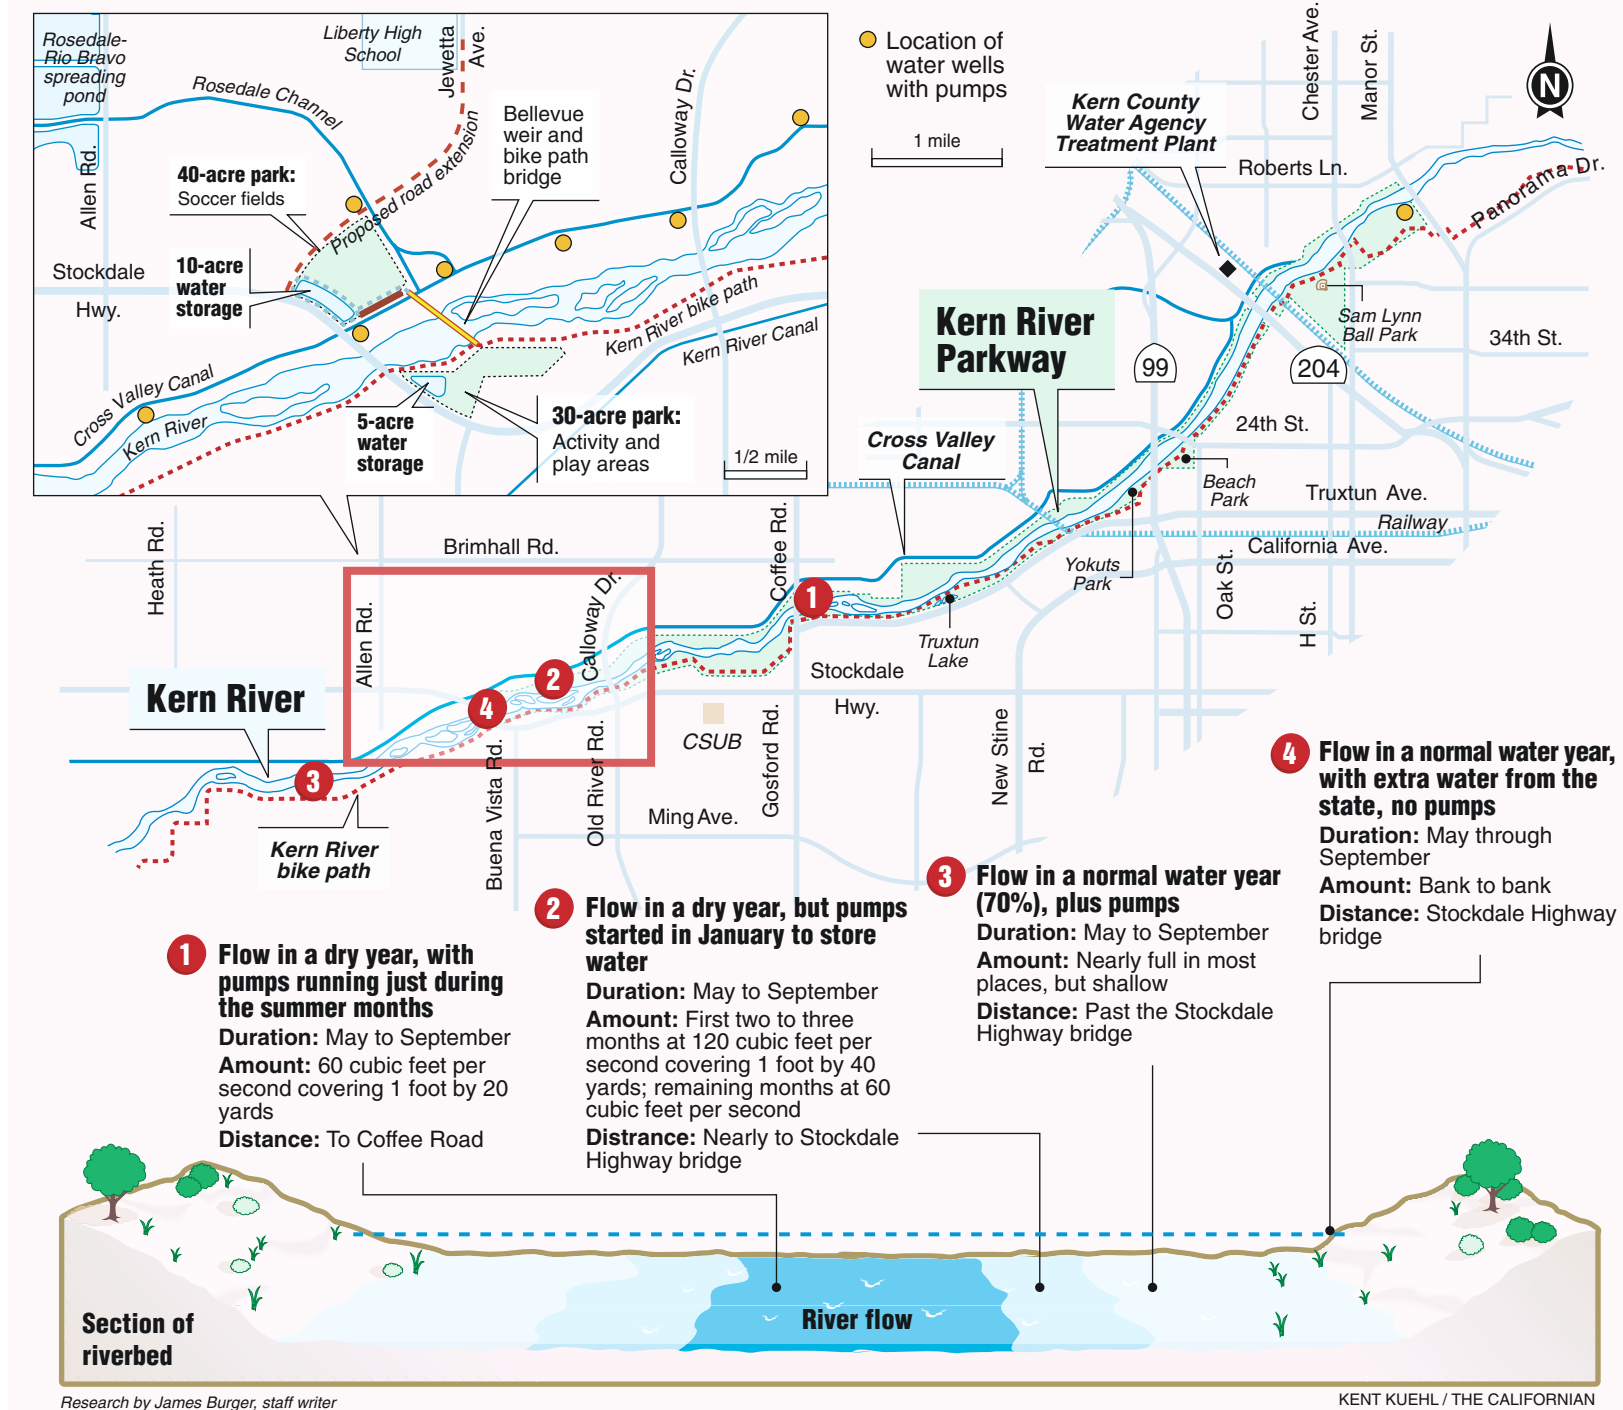 Rosedale-
Rio Bravo
spreading
pond
Liberty High
School
Jewetta
Ave.
Rosedale Channel
Allen Rd.
40-acre park:
Soccer fields
Proposed road extension
Bellevue
weir and
bike path
bridge
Calloway Dr.
Stockdale
Hwy.
10-acre
water
storage
Kern River bike path
Kern River Canal
Cross Valley Canal
Kern River
5-acre
water
storage
30-acre park:
Activity and
play areas
1/2 mile
Location of
water wells
with pumps
1 mile
Kern County
Water Agency
Treatment Plant
Chester Ave.
Manor St.
N
Roberts Ln.
Panorama Dr.
Kern River
Parkway
Sam Lynn
Ball Park
34th St.
99
204
24th St.
Cross Valley
Canal
Beach
Park
Truxtun Ave.
Railway
California Ave.
Yokuts
Park
Oak St.
H St.
Heath Rd.
Brimhall Rd.
Coffee Rd.
Allen Rd.
Calloway Dr.
1
Truxtun
Lake
Stockdale
Hwy.
2
4
Kern River
3
CSUB
Gosford Rd.
New Stine
Rd.
Buena Vista Rd.
Old River Rd.
Ming Ave.
Kern River
bike path
1
Flow in a dry year, with
pumps running just during
the summer months
Duration: May to September
Amount: 60 cubic feet per
second covering 1 foot by 20
yards
Distance: To Coffee Road
2
Flow in a dry year, but pumps
started in January to store
water
Duration: May to September
Amount: First two to three
months at 120 cubic feet per
second covering 1 foot by 40
yards; remaining months at 60
cubic feet per second
Distrance: Nearly to Stockdale
Highway bridge
3
Flow in a normal water year
(70%), plus pumps
Duration: May to September
Amount: Nearly full in most
places, but shallow
Distance: Past the Stockdale
Highway bridge
4
Flow in a normal water year,
with extra water from the
state, no pumps
Duration: May through
September
Amount: Bank to bank
Distance: Stockdale Highway
bridge
Section of
riverbed
River flow
Research by James Burger, staff writer
KENT KUEHL / THE CALIFORNIAN